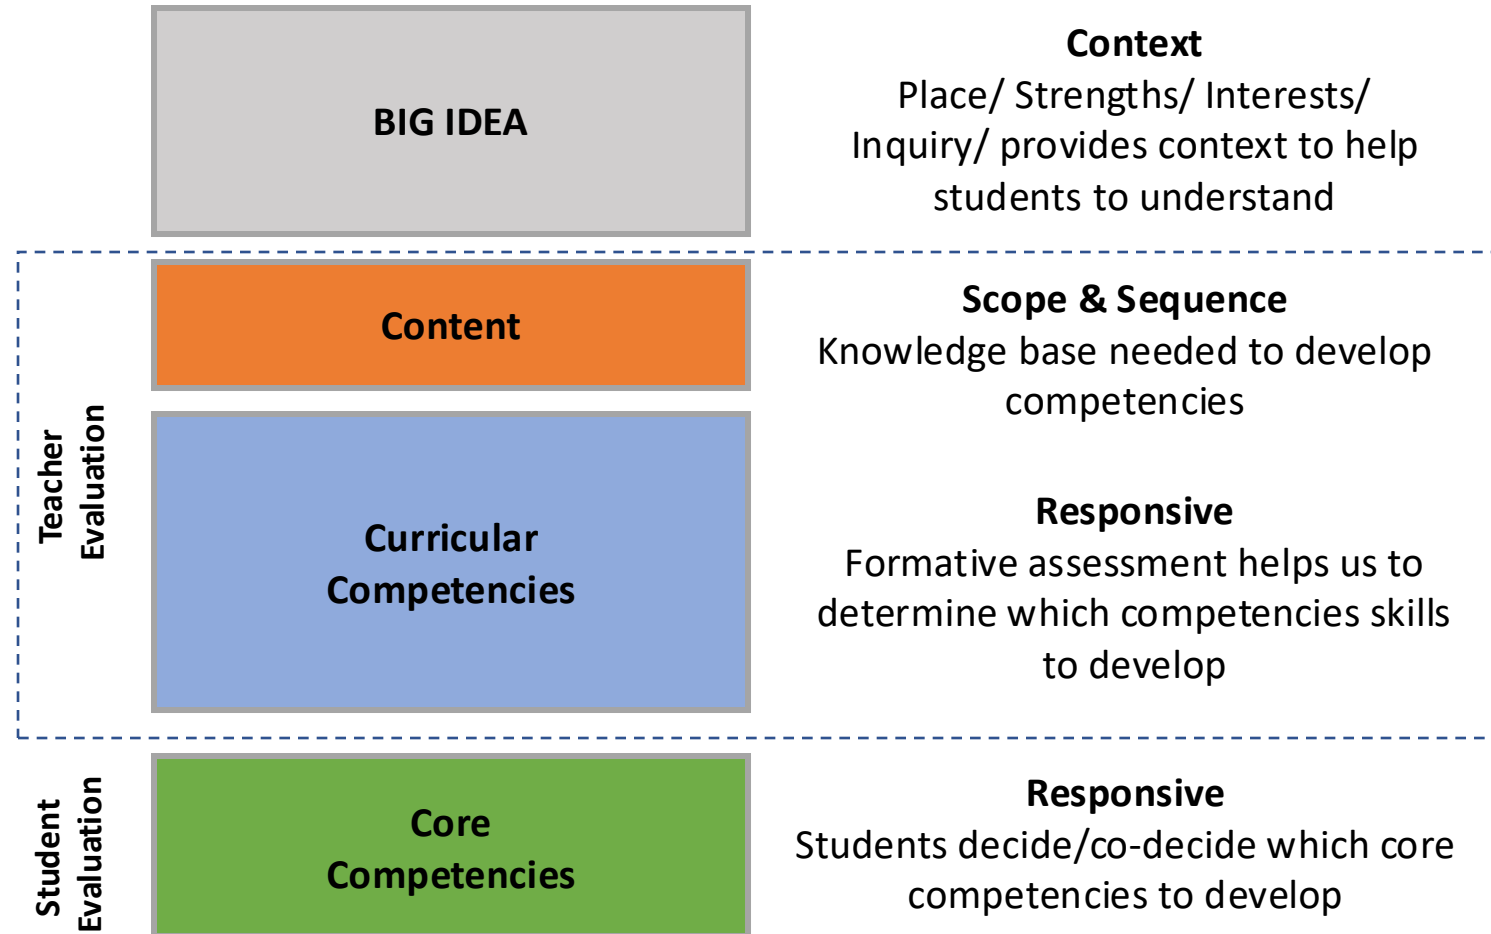 BIG IDEA
Context
Place/ Strengths/ Interests/
Inquiry/ provides context to help
students to understand
Teacher
Evaluation
Content
Scope & Sequence
Knowledge base needed to develop
competencies
Curricular
Competencies
Responsive
Formative assessment helps us to
determine which competencies skills
to develop
Student
Evaluation
Core
Competencies
Responsive
Students decide/co-decide which core
competencies to develop